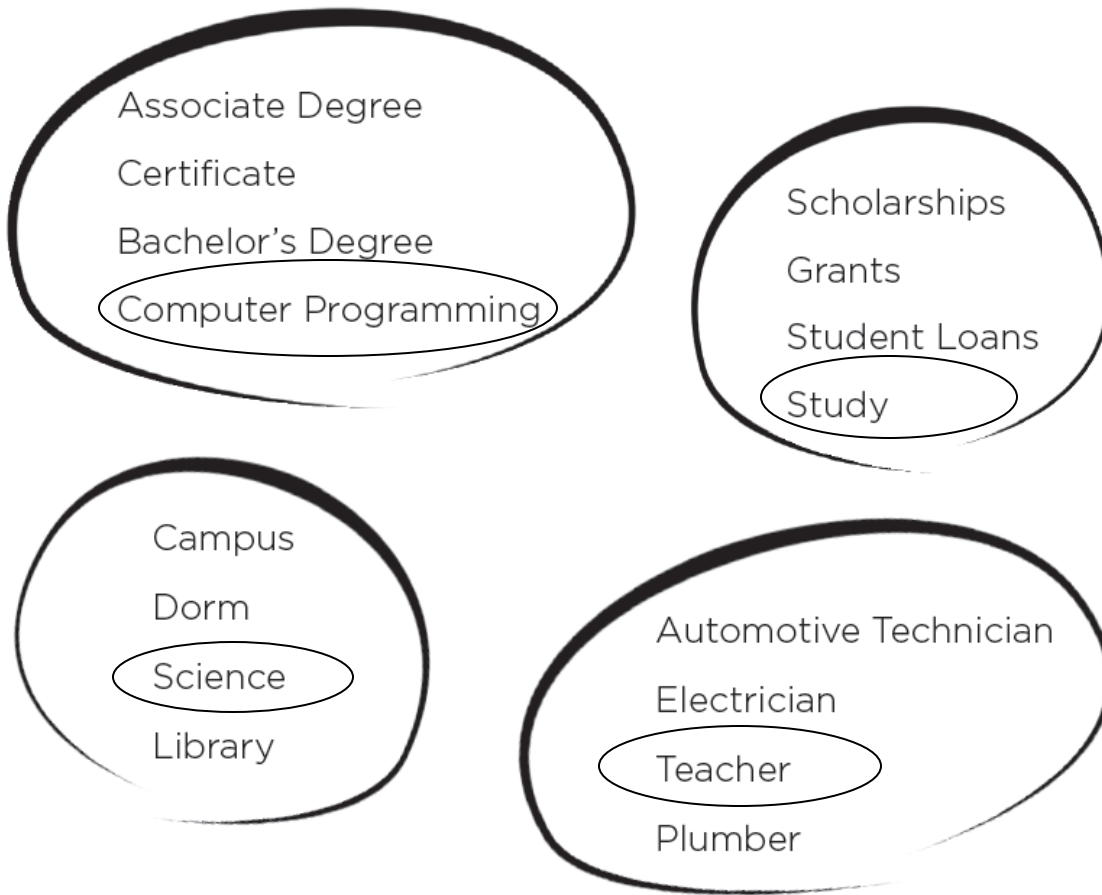 Associate Degree
Certificate
Bachelor’s Degree
Computer Programming
Scholarships
Grants
Student Loans
Study
Campus
Dorm
Science
Library
Automotive Technician
Electrician
Teacher
Plumber